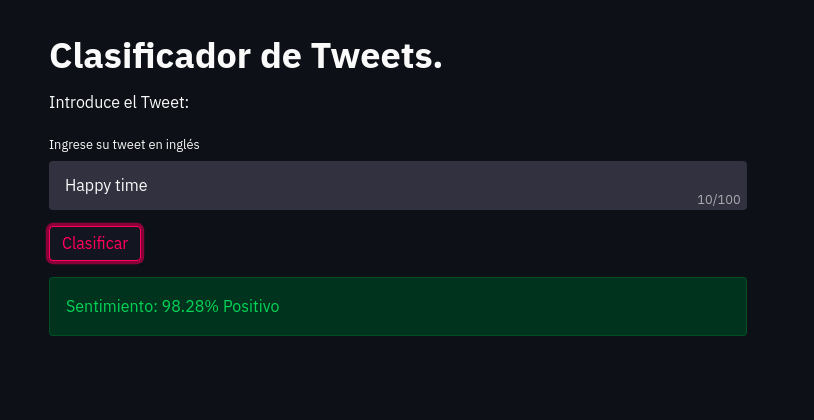 Clasificador de Tweets.
Introduce el Tweet:
Ingrese su tweet en inglés
Happy time
10/100
Clasificar
Sentimiento: 98.28% Positivo